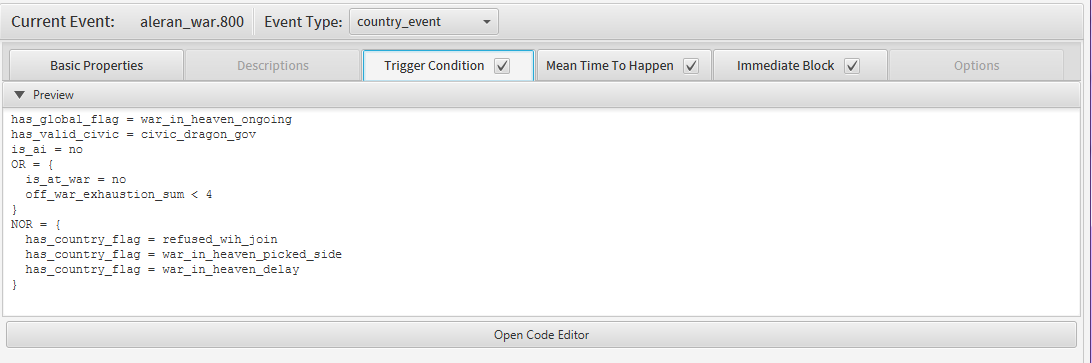 Current Event: aleran_war.800 Event Type: country_event
Basic Properties Descriptions Trigger Condition Mean Time To Happen Immediate Block Options
Preview
has_global_flag = war_in_heaven_ongoing
has_valid_civic = civic_dragon_gov
is_ai = no
OR = {
  is_at_war = no
  off_war_exhaustion_sum < 4
}
NOR = {
  has_country_flag = refused_wih_join
  has_country_flag = war_in_heaven_picked_side
  has_country_flag = war_in_heaven_delay
}
Open Code Editor